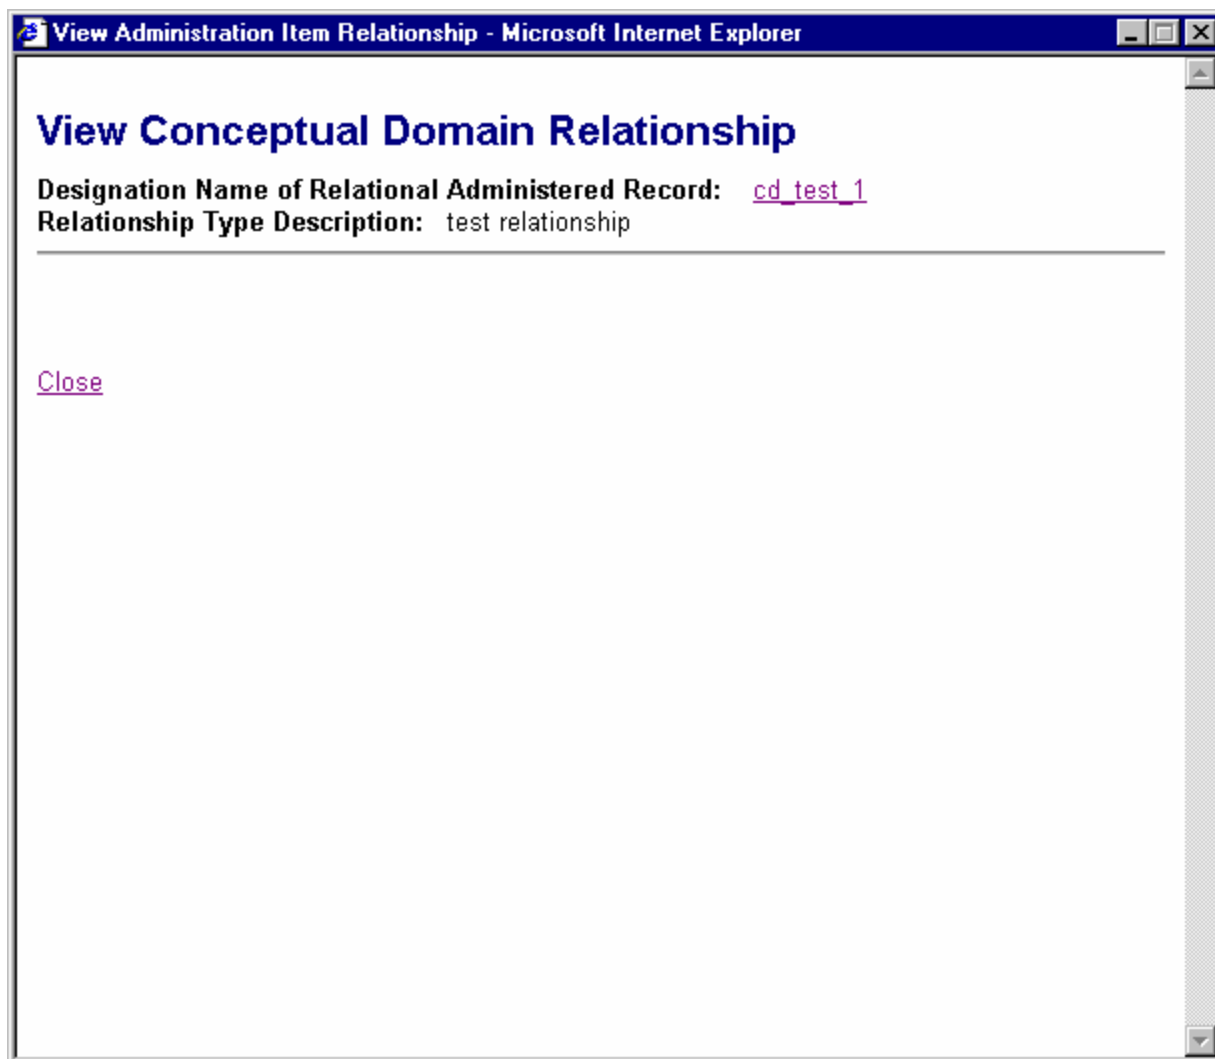 View Administration Item Relationship - Microsoft Internet Explorer
View Conceptual Domain Relationship
Designation Name of Relational Administered Record: cd_test_1
Relationship Type Description: test relationship
Close